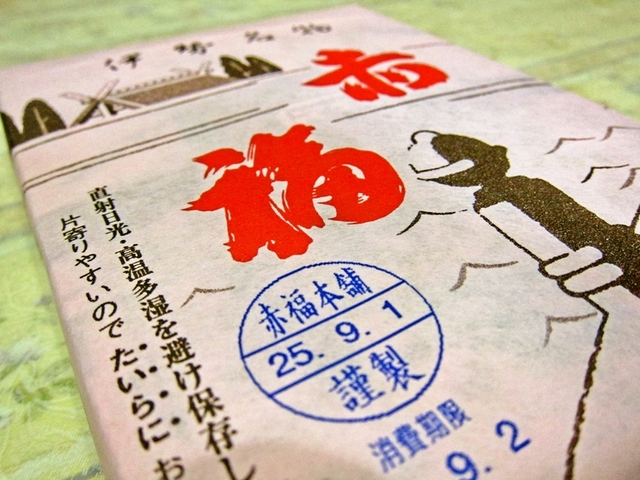 伊勢名物
赤
福
直射日光・高温多湿を避け保存し
片寄りやすいので たいらに お
赤福本舗
25. 9. 1
謹製
消費期限
9. 2